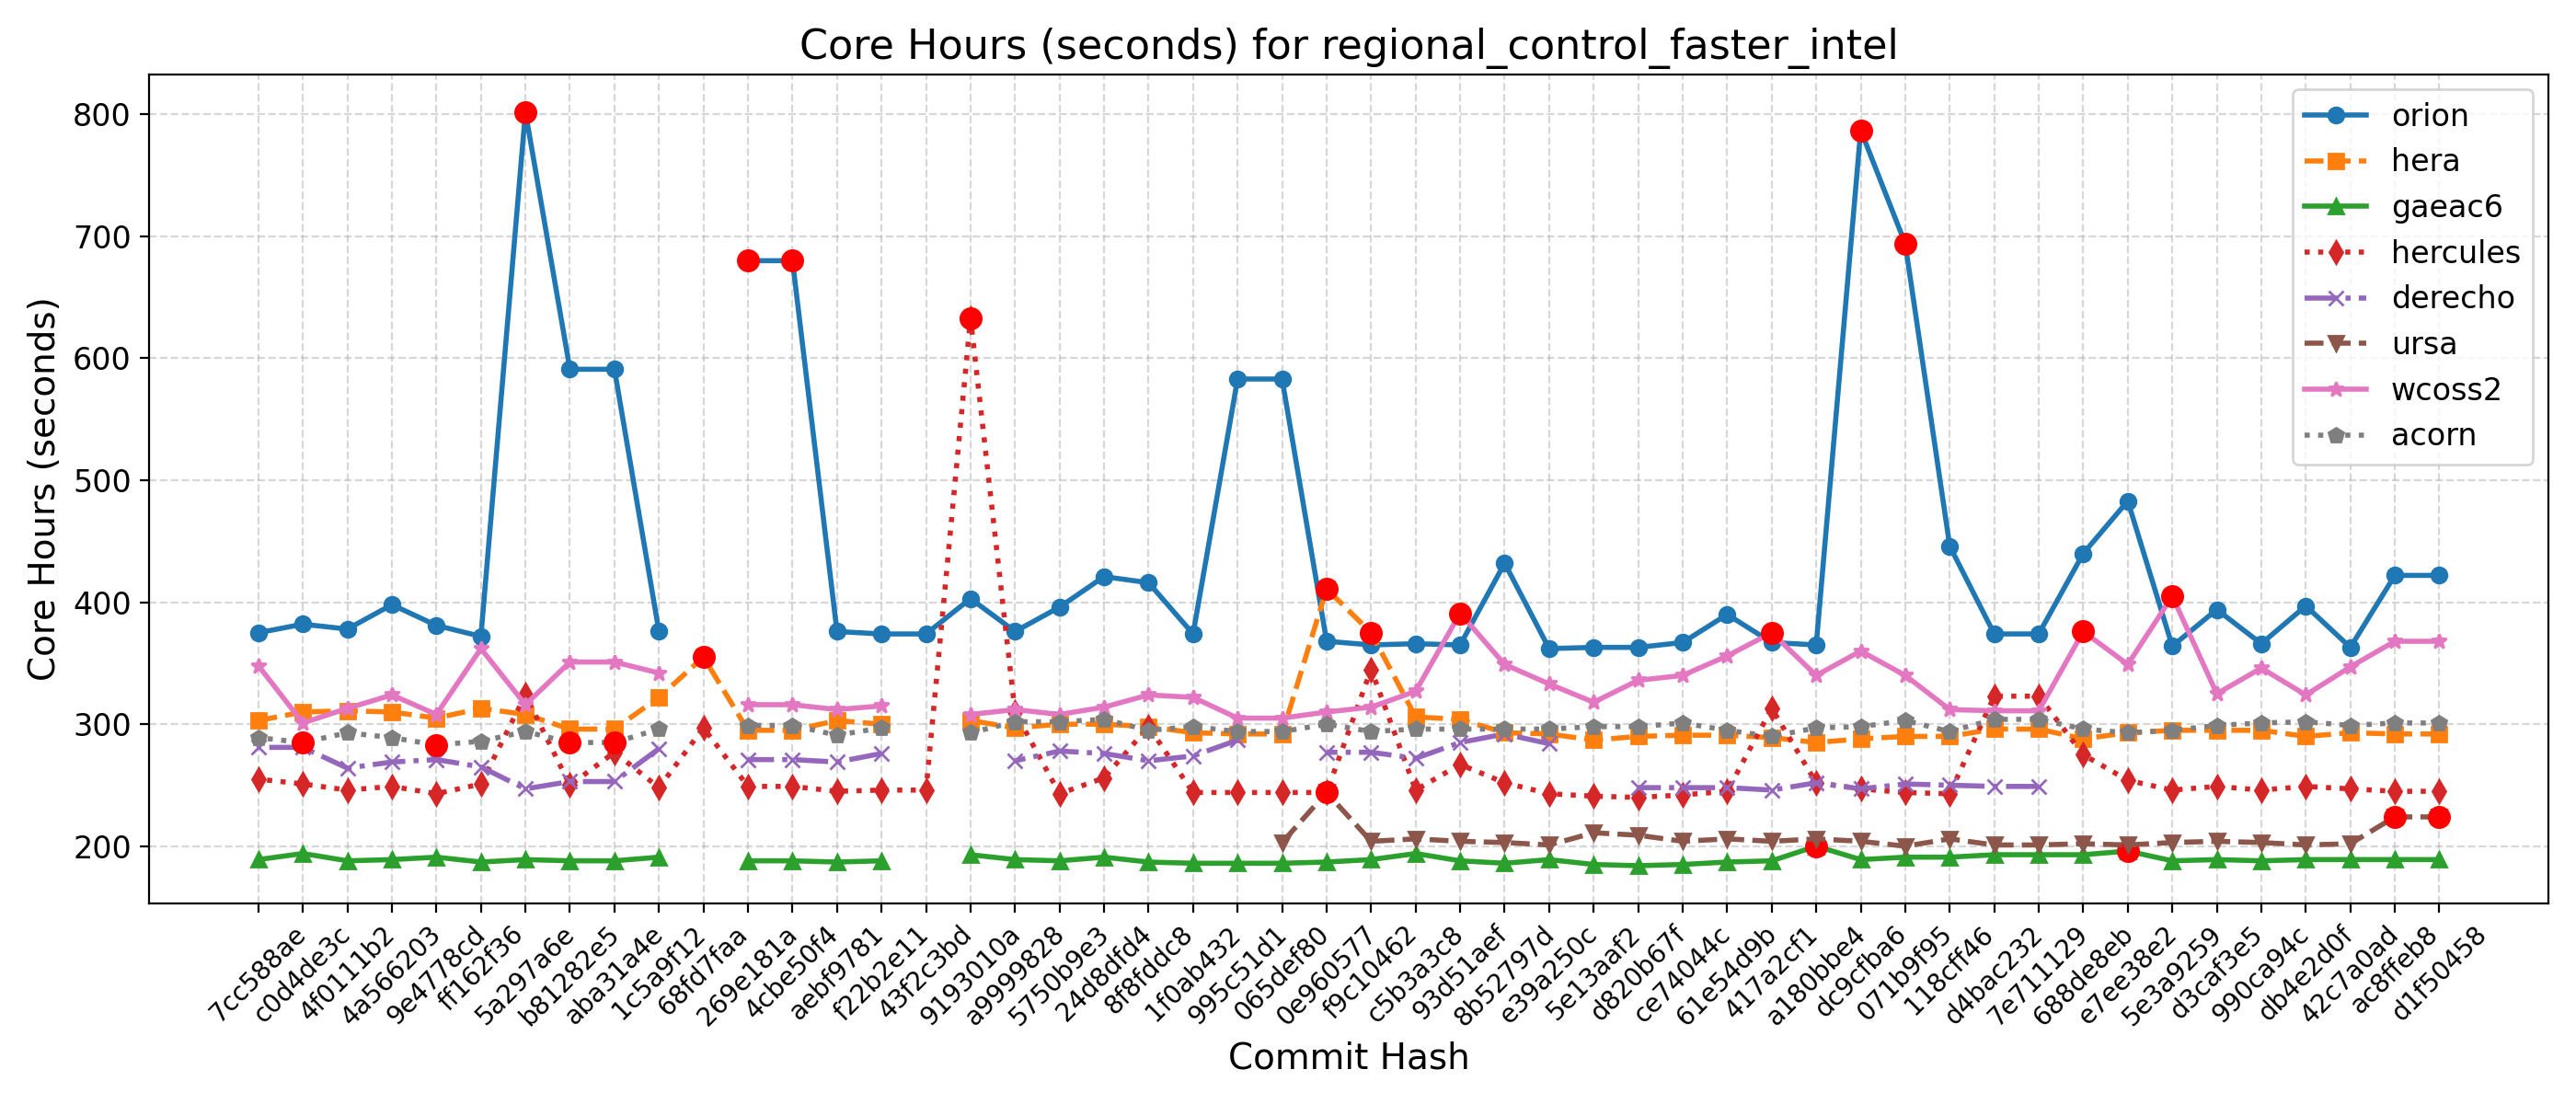 Core Hours (seconds) for regional_control_faster_intel
Core Hours (seconds)
800
700
600
500
400
300
200
orion
hera
gaeac6
hercules
derecho
ursa
wcoss2
acorn
7cc588ae
c0d4de3c
4f0111b2
4a566203
9e4778cd
ff162f36
5a297a6e
b81282e5
aba31a4e
1c5a9f12
68fd7faa
269e181a
4cbe50f4
aebf9781
f22b2e11
43f2c3bd
9193010a
a9999828
5750b9e3
24d8dfd4
8f8fddc8
1f0ab432
995c51d1
065def80
0e960577
f9c10462
c5b3a3c8
93d51aef
8b52797d
e39a250c
5e13aaf2
d820b67f
ce74044c
61e54d9b
417a2cf1
a180bbe4
dc9cfba6
071b9f95
118cff46
d4bac232
7e711129
688de8eb
e7ee38e2
5e3a9259
d3caf3e5
990ca94c
db4e2d0f
42c7a0ad
ac8ffeb8
d1f50458
Commit Hash